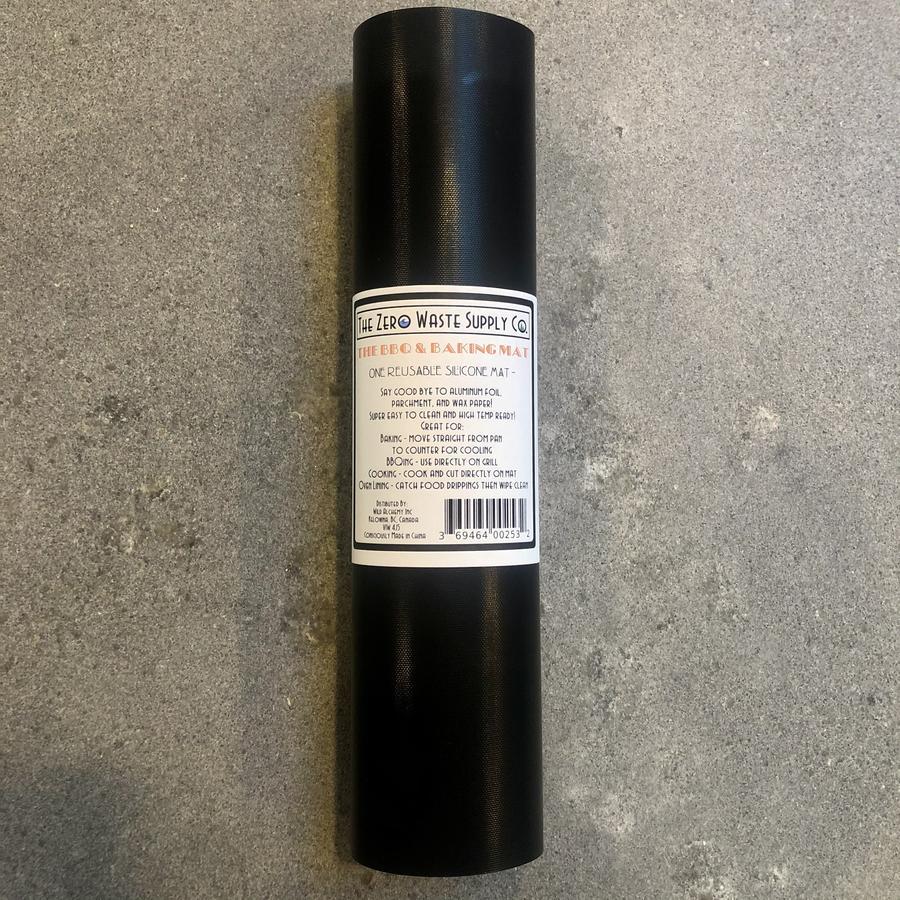 The Zero Waste Supply Co.
THE BBQ & BAKING MAT
ONE REUSABLE SILICONE MAT -
Say good bye to aluminum foil,
parchment, and wax paper!
Super easy to clean and high temp ready!
Great for:
Baking - move straight from pan
to counter for cooling
BBQing - use directly on grill
Cooking - cook and cut directly on mat
Oven Lining - catch food drippings then wipe clean
Distibuted By:
Wild Alchemy Inc
Kelowna, BC, Canada
V1W 4J5
Consciously Made in China
3 69464 00253 2